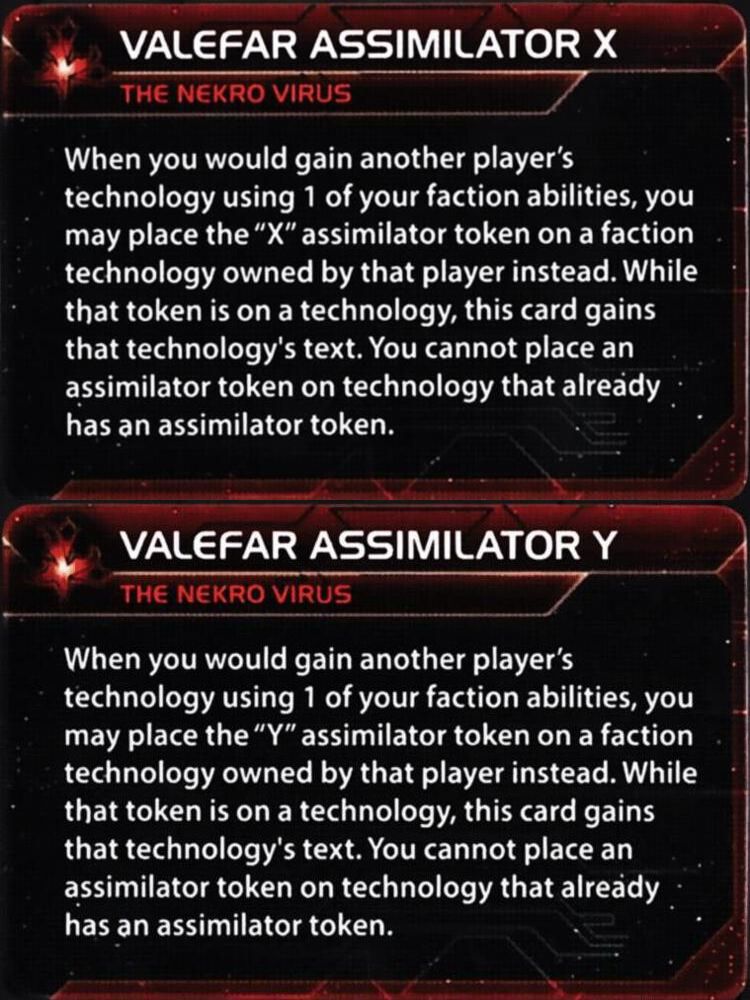 VALEFAR ASSIMILATOR X
THE NEKRO VIRUS
When you would gain another player’s
technology using 1 of your faction abilities, you
may place the “X” assimilator token on a faction
technology owned by that player instead. While
that token is on a technology, this card gains
that technology's text. You cannot place an
assimilator token on technology that already
has an assimilator token.
VALEFAR ASSIMILATOR Y
THE NEKRO VIRUS
When you would gain another player’s
technology using 1 of your faction abilities, you
may place the “Y” assimilator token on a faction
technology owned by that player instead. While
that token is on a technology, this card gains
that technology's text. You cannot place an
assimilator token on technology that already
has an assimilator token.